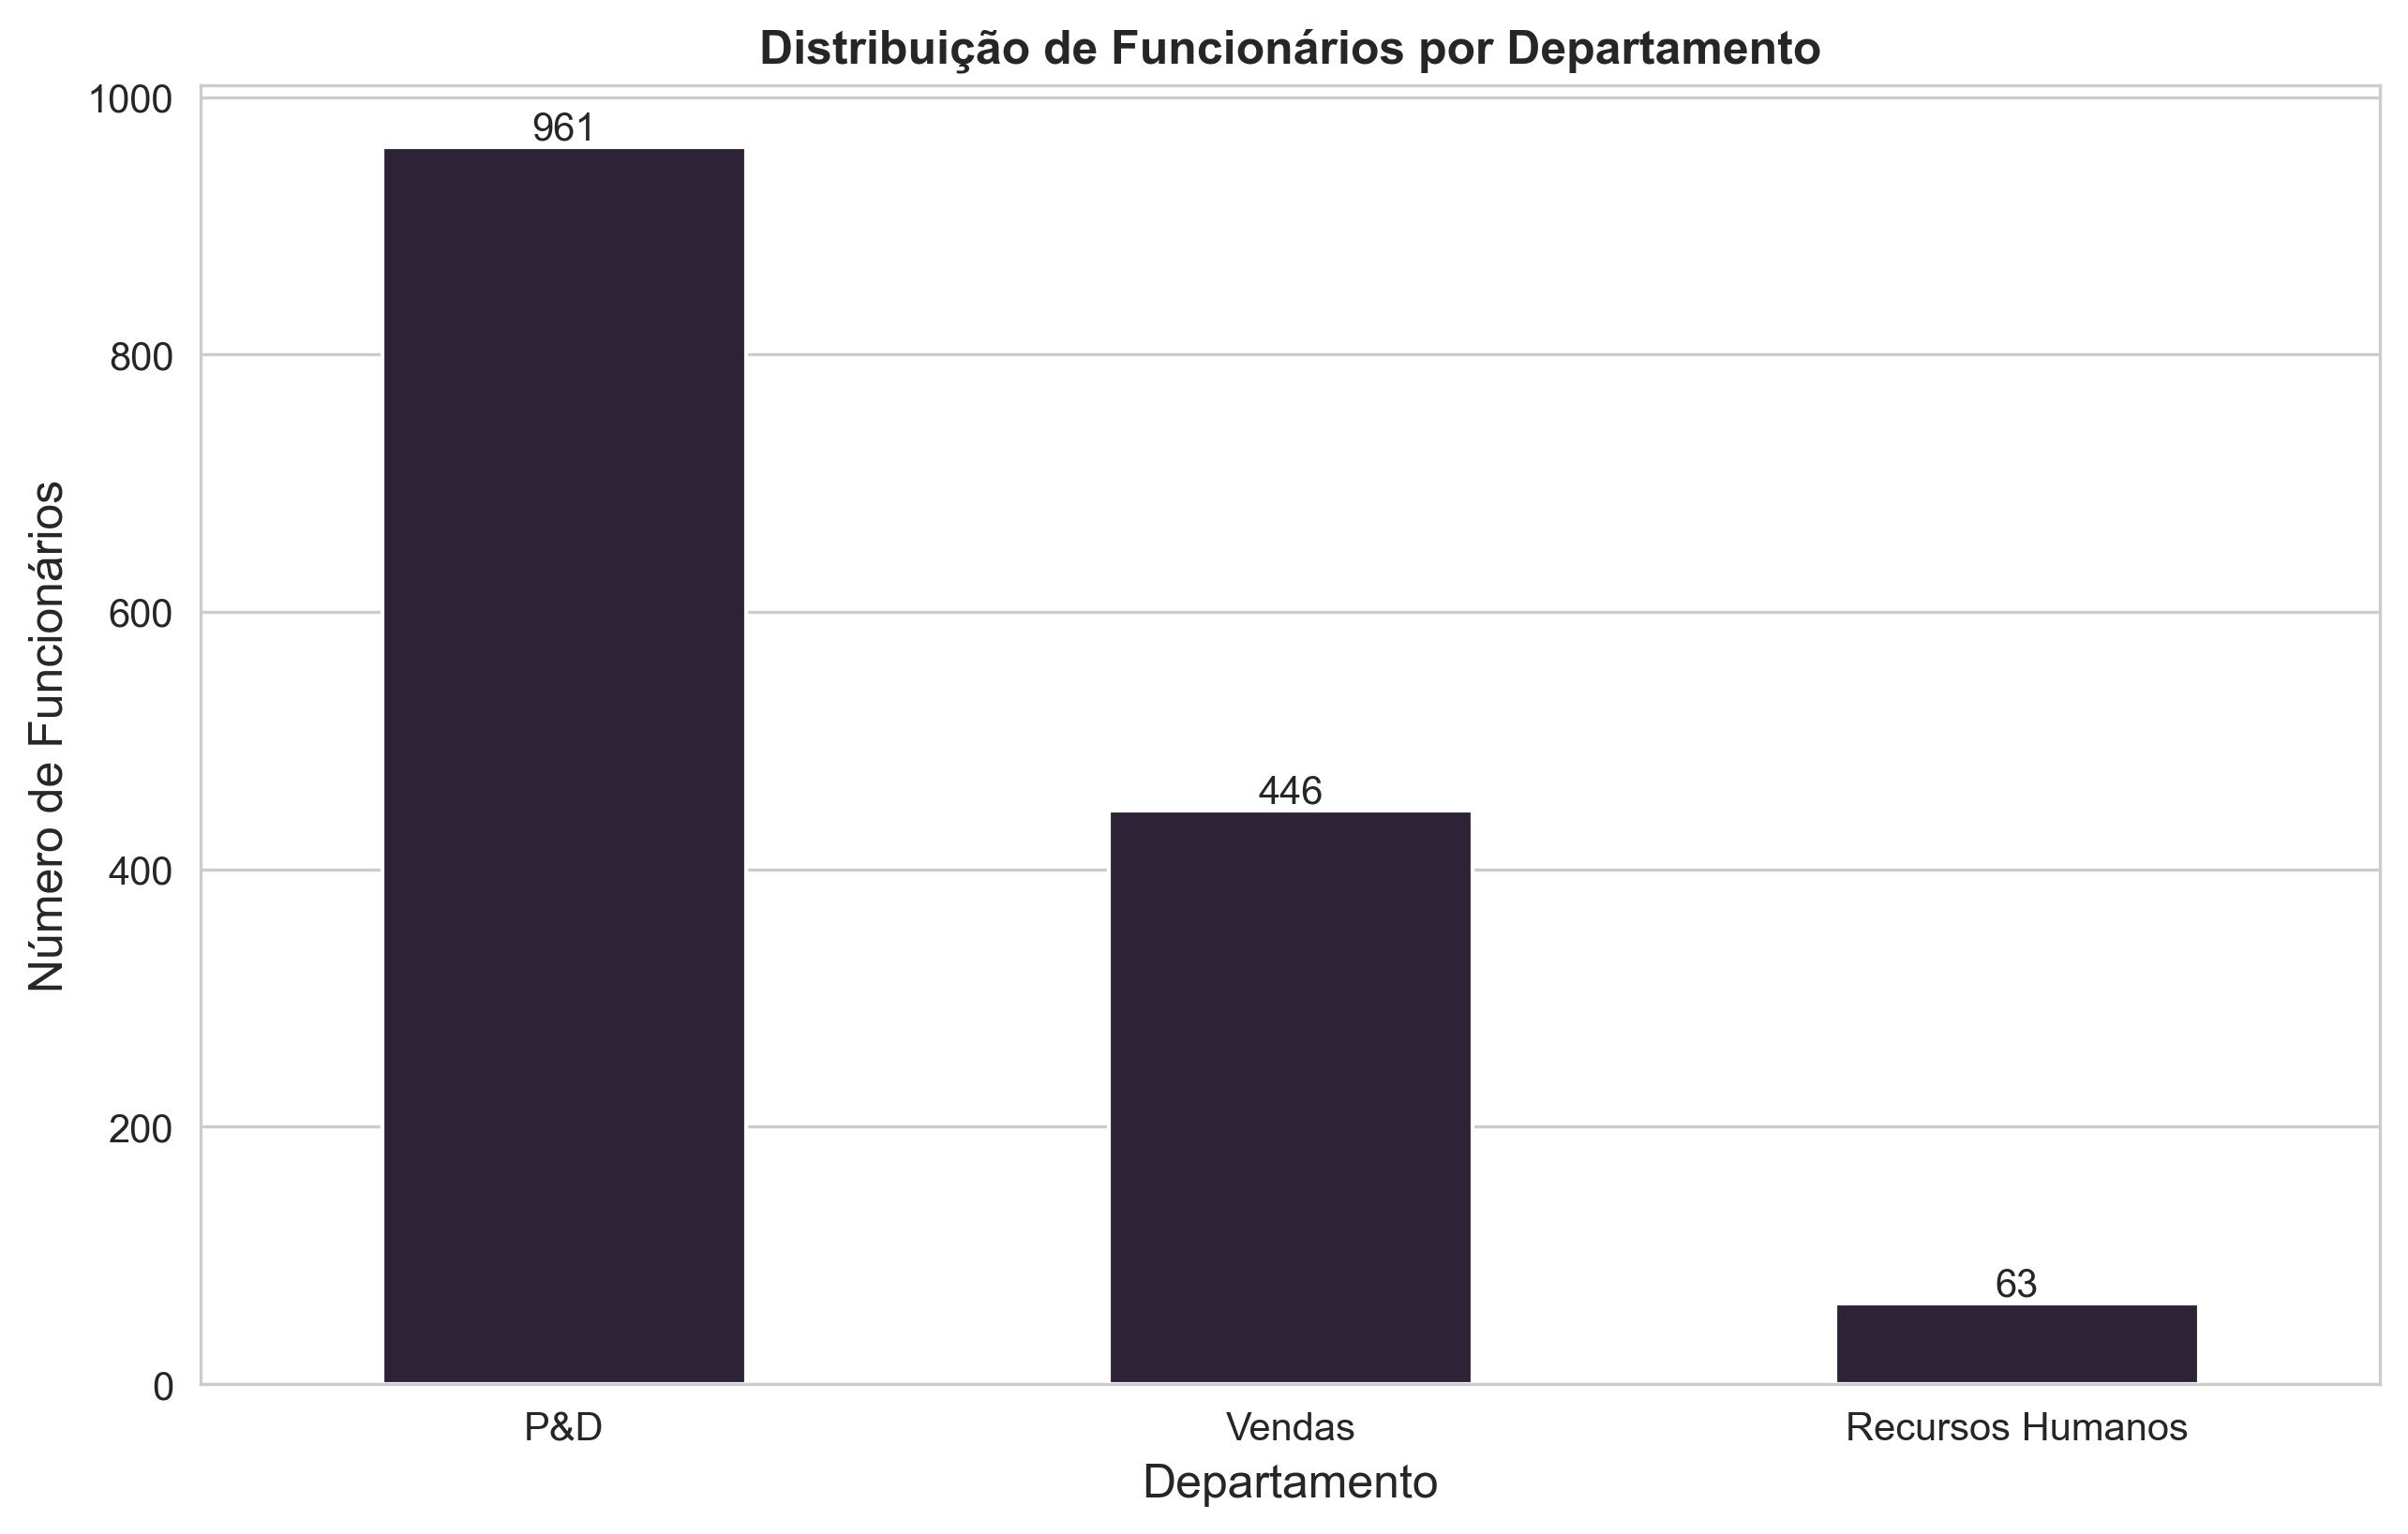 Distribuição de Funcionários por Departamento
Número de Funcionários
1000
800
600
400
200
0
961
446
63
P&D
Vendas
Recursos Humanos
Departamento